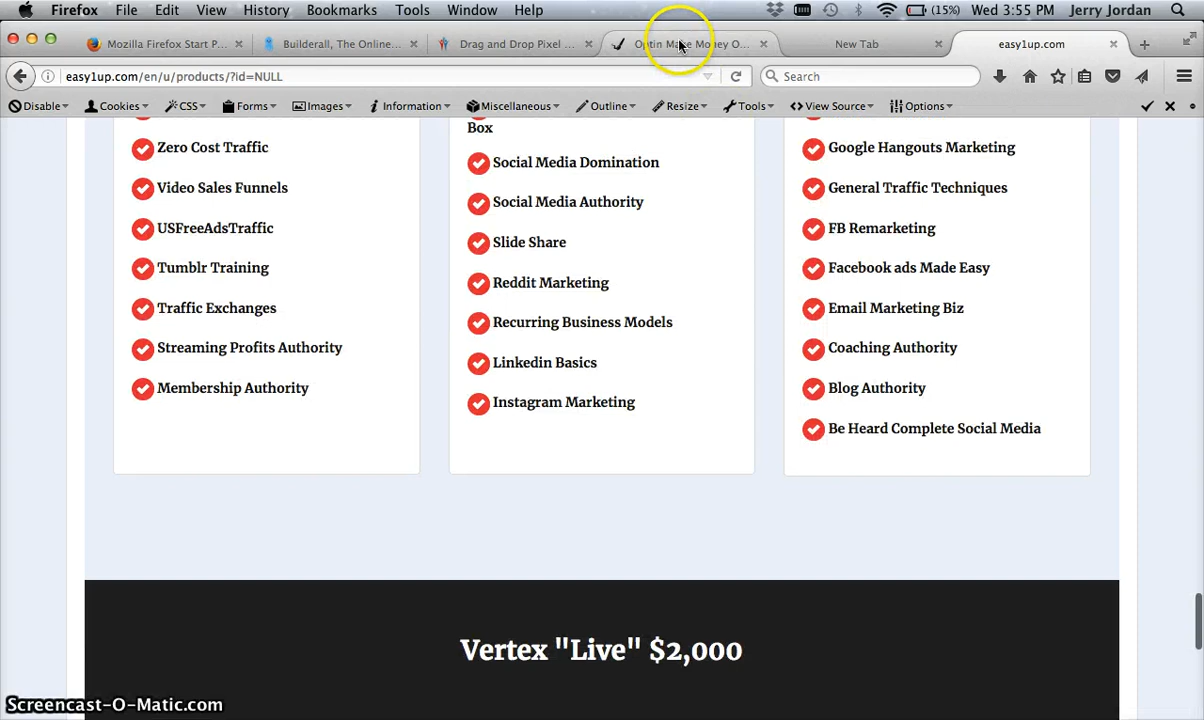 Firefox File Edit View History Bookmarks Tools Window Help (15%) Wed 3:55 PM Jerry Jordan
Mozilla Firefox Start P... Builderall, The Online... Drag and Drop Pixel ... Optin Make Money O... New Tab easy1up.com
easy1up.com/en/u/products/?id=NULL Search
Disable Cookies CSS Forms Images Information Miscellaneous Outline Resize Tools View Source Options
Box
Zero Cost Traffic
Video Sales Funnels
USFreeAdsTraffic
Tumblr Training
Traffic Exchanges
Streaming Profits Authority
Membership Authority
Social Media Domination
Social Media Authority
Slide Share
Reddit Marketing
Recurring Business Models
Linkedin Basics
Instagram Marketing
Google Hangouts Marketing
General Traffic Techniques
FB Remarketing
Facebook ads Made Easy
Email Marketing Biz
Coaching Authority
Blog Authority
Be Heard Complete Social Media
Vertex "Live" $2,000
Screencast-O-Matic.com